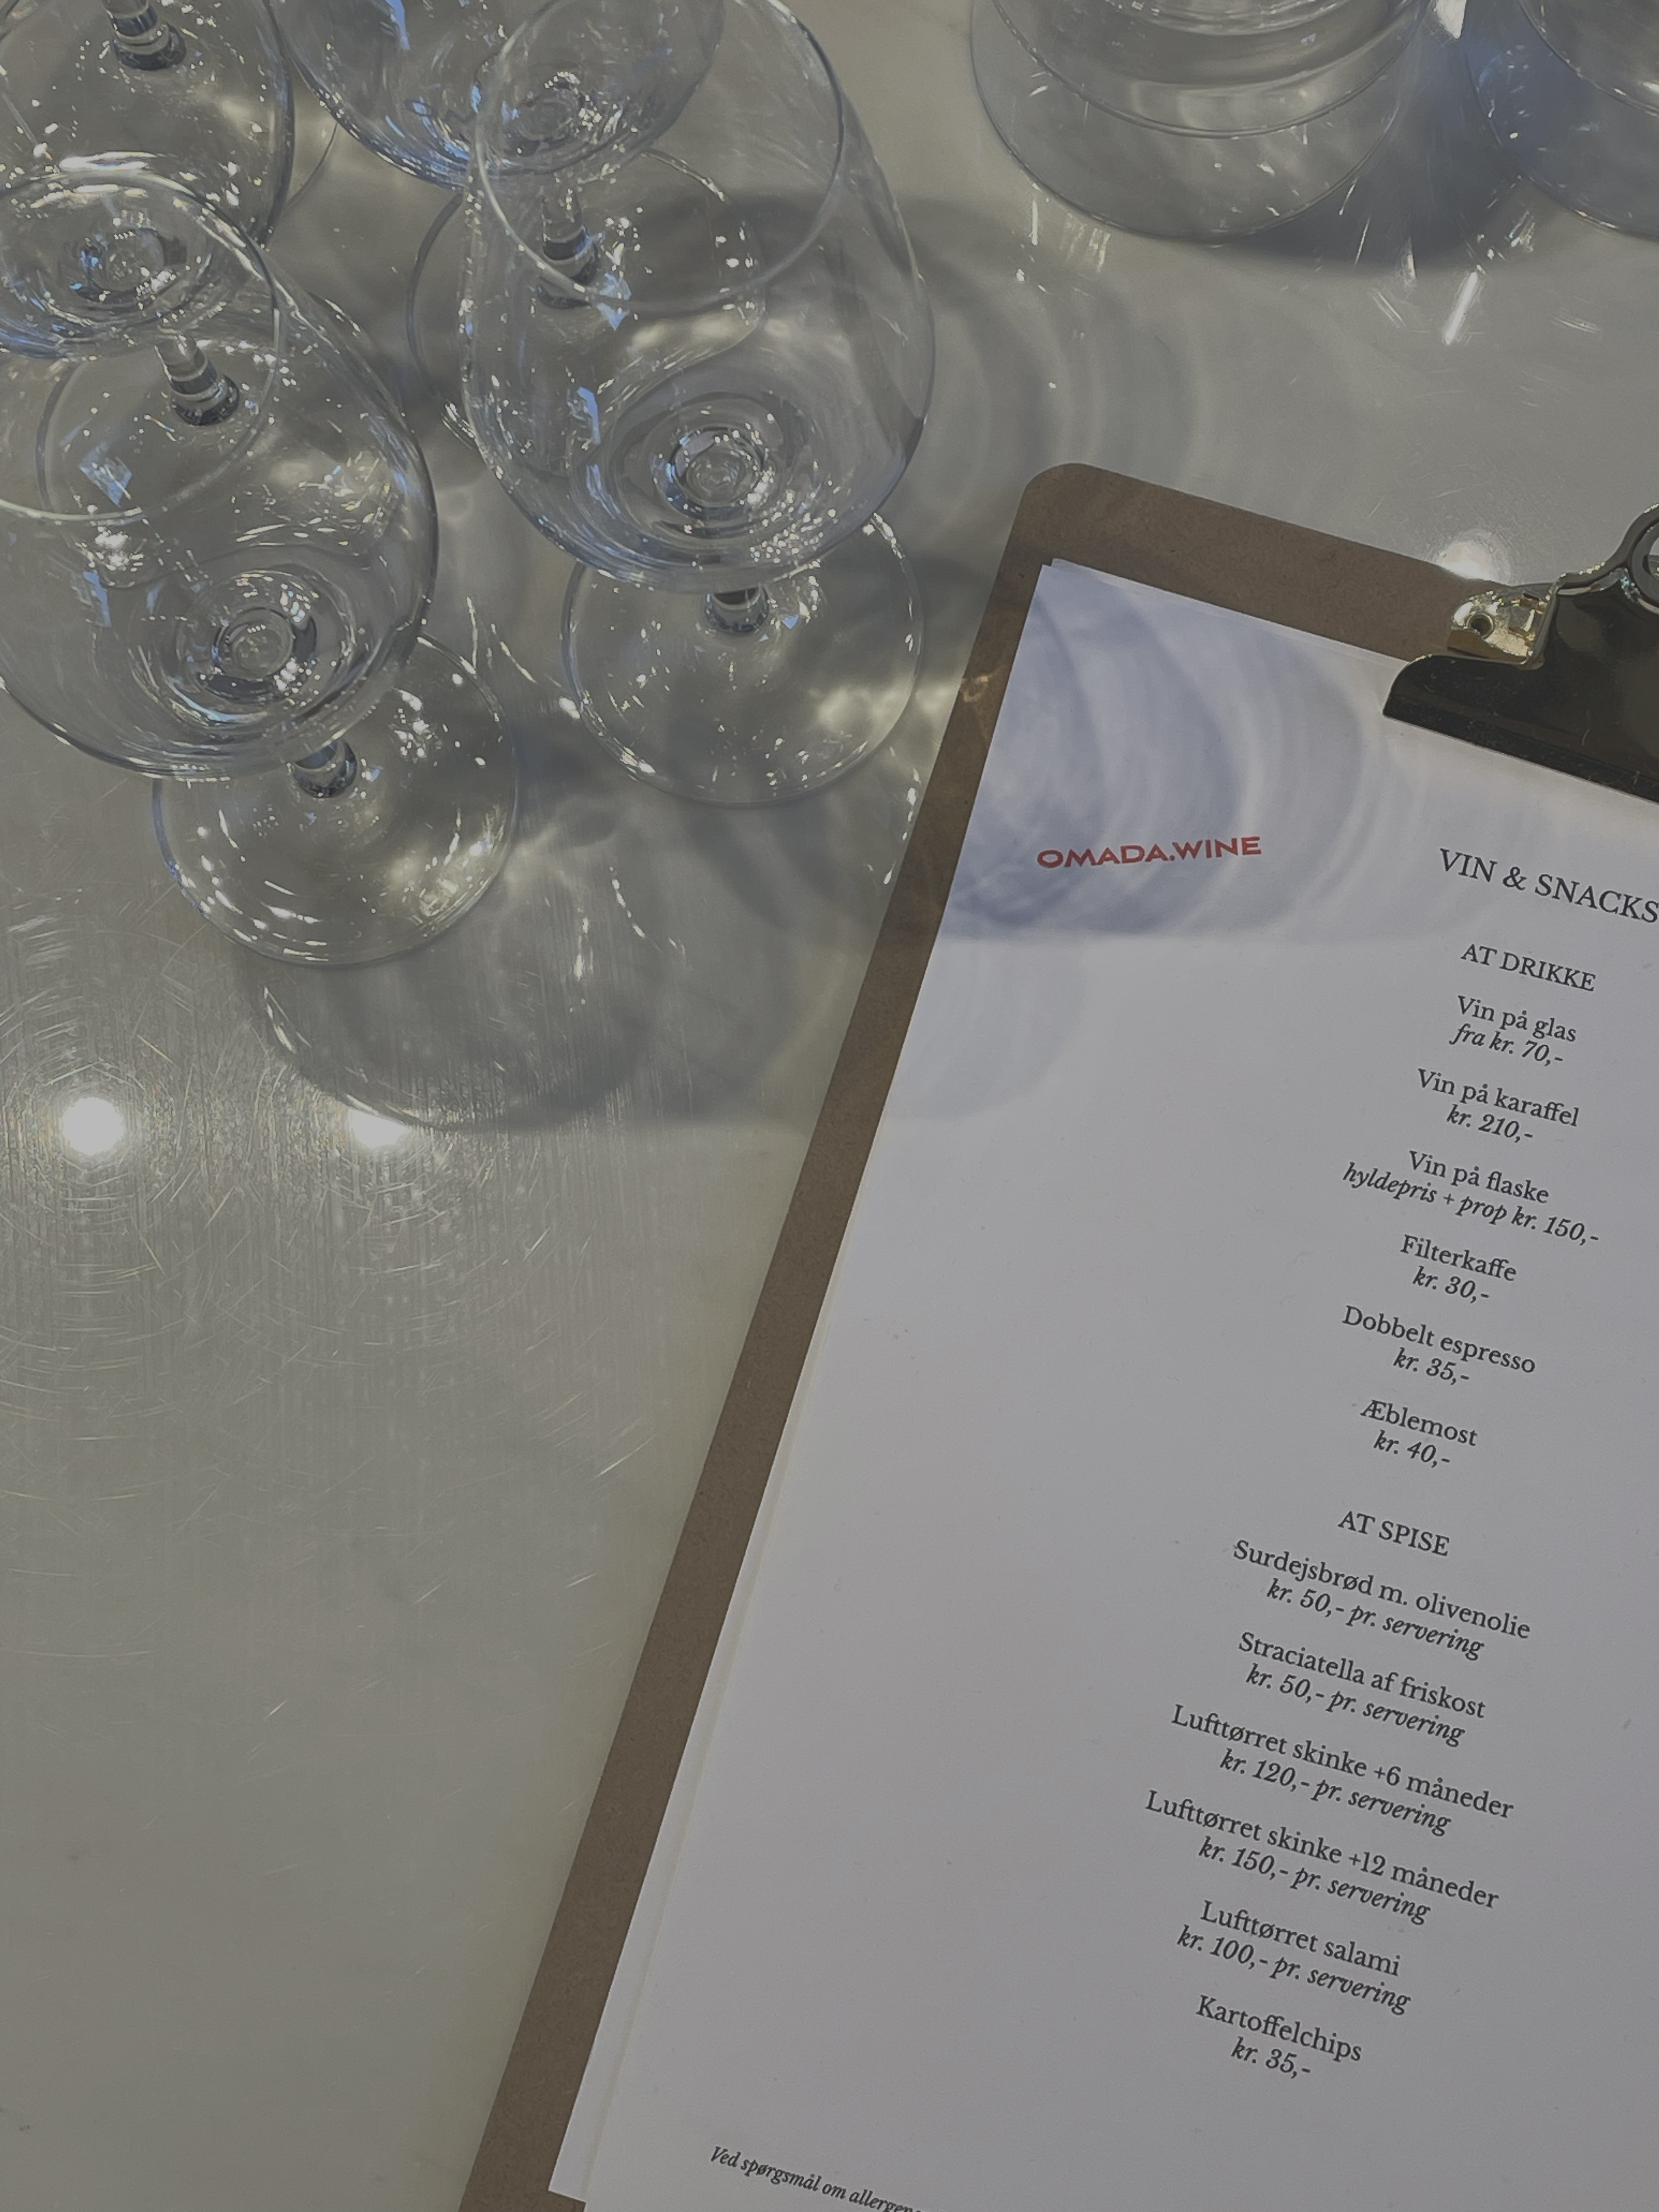 OMADA.WINE
VIN & SNACKS
AT DRIKKE
Vin på glas
fra kr. 70,-
Vin på karaffel
kr. 210,-
Vin på flaske
hyldepris + prop kr. 150,-
Filterkaffe
kr. 30,-
Dobbelt espresso
kr. 35,-
Æblemost
kr. 40,-
AT SPISE
Surdejsbrød m. olivenolie
kr. 50,- pr. servering
Straciatella af friskost
kr. 50,- pr. servering
Lufttørret skinke +6 måneder
kr. 120,- pr. servering
Lufttørret skinke +12 måneder
kr. 150,- pr. servering
Lufttørret salami
kr. 100,- pr. servering
Kartoffelchips
kr. 35,-
Ved spørgsmål om